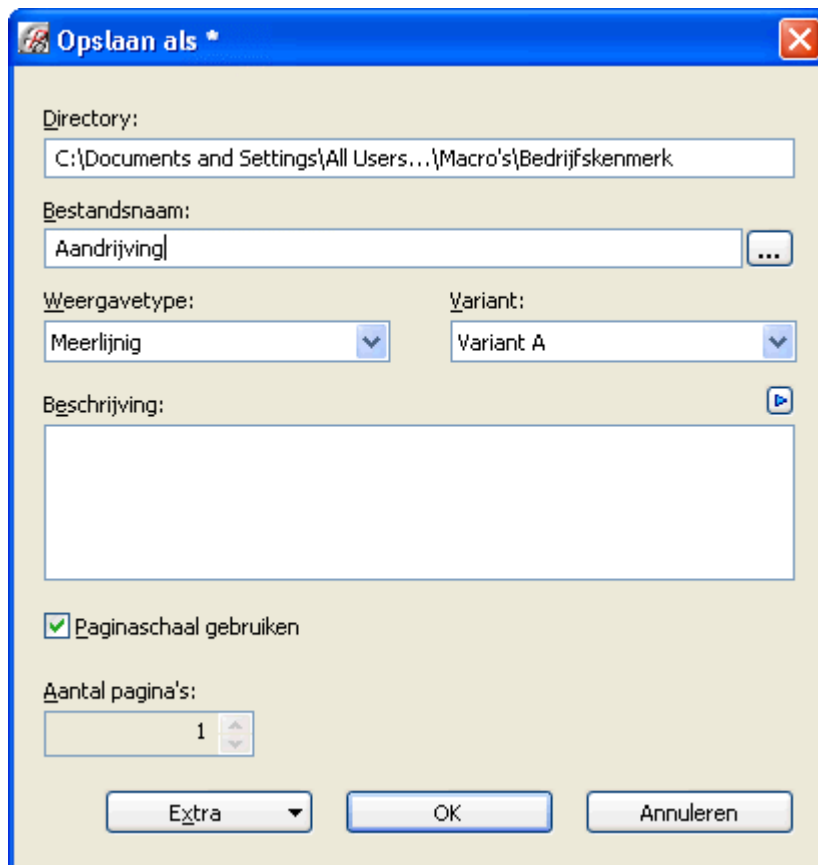 Opslaan als *
Directory:
C:\Documents and Settings\All Users...\Macro's\Bedrijfskenmerk
Bestandsnaam:
Aandrijving
...
Weergavetype: Variant:
Meerlijnig Variant A
Beschrijving:
Paginaschaal gebruiken
Aantal pagina's:
1
Extra OK Annuleren